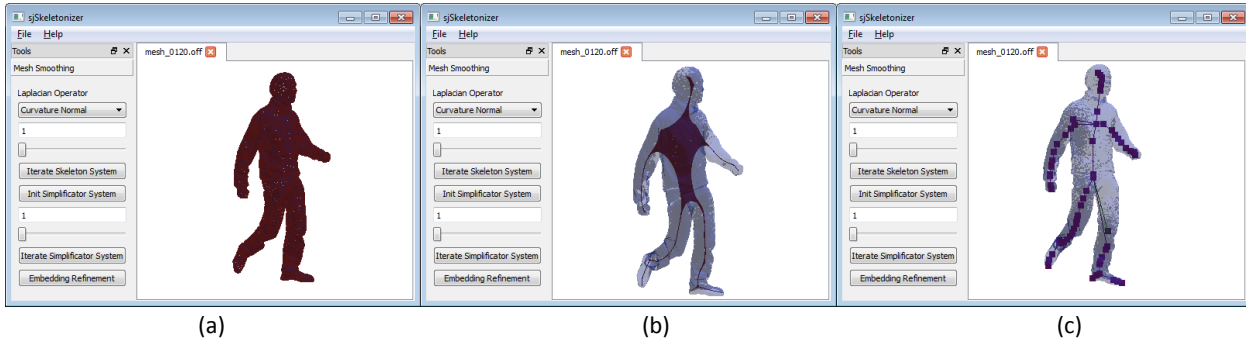 sjSkeletonizer
File Help
Tools
mesh_0120.off
Mesh Smoothing
Laplacian Operator
Curvature Normal
1
Iterate Skeleton System
Init Simplificator System
1
Iterate Simplificator System
Embedding Refinement
(a)
sjSkeletonizer
File Help
Tools
mesh_0120.off
Mesh Smoothing
Laplacian Operator
Curvature Normal
1
Iterate Skeleton System
Init Simplificator System
1
Iterate Simplificator System
Embedding Refinement
(b)
sjSkeletonizer
File Help
Tools
mesh_0120.off
Mesh Smoothing
Laplacian Operator
Curvature Normal
1
Iterate Skeleton System
Init Simplificator System
1
Iterate Simplificator System
Embedding Refinement
(c)